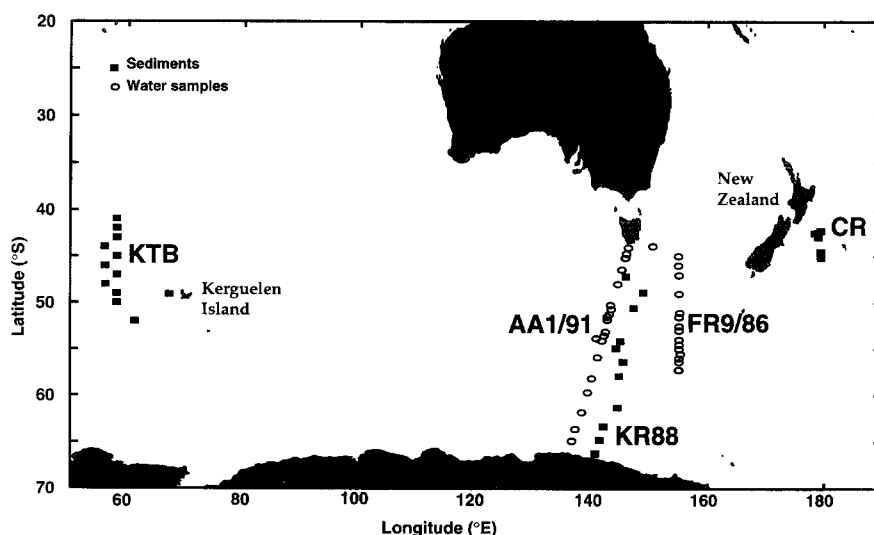 20
30
40
50
60
70
Latitude (°S)
Sediments
Water samples
KTB
Kerguelen
Island
AA1/91
FR9/86
KR88
New
Zealand
CR
60
80
100
120
140
160
180
Longitude (°E)